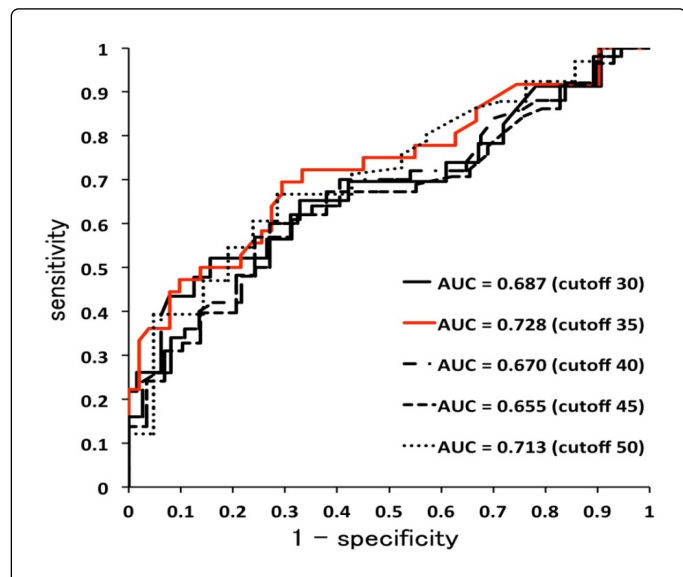 1
0.9
0.8
0.7
0.6
0.5
0.4
0.3
0.2
0.1
0
sensitivity
AUC = 0.687 (cutoff 30)
AUC = 0.728 (cutoff 35)
AUC = 0.670 (cutoff 40)
AUC = 0.655 (cutoff 45)
AUC = 0.713 (cutoff 50)
0 0.1 0.2 0.3 0.4 0.5 0.6 0.7 0.8 0.9 1
1 − specificity